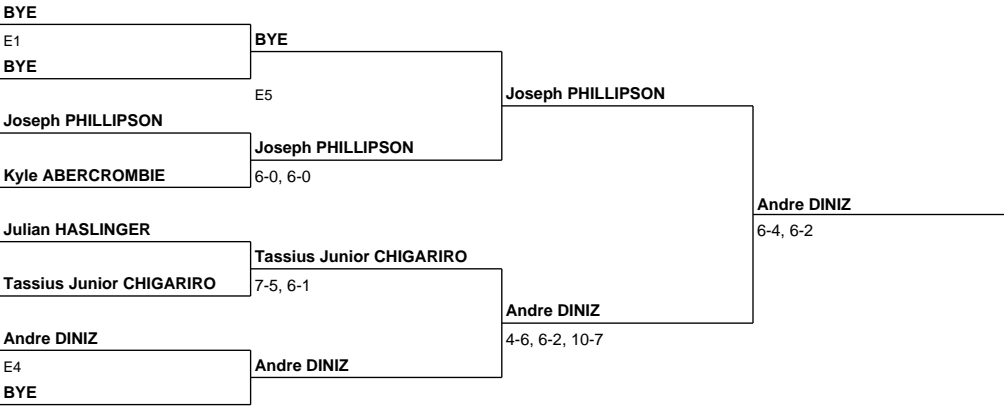 BYE
E1
BYE
BYE
E5
Joseph PHILLIPSON
Joseph PHILLIPSON
Joseph PHILLIPSON
Kyle ABERCROMBIE
6-0, 6-0
Andre DINIZ
6-4, 6-2
Julian HASLINGER
Tassius Junior CHIGARIRO
Tassius Junior CHIGARIRO
7-5, 6-1
Andre DINIZ
4-6, 6-2, 10-7
Andre DINIZ
E4
Andre DINIZ
BYE